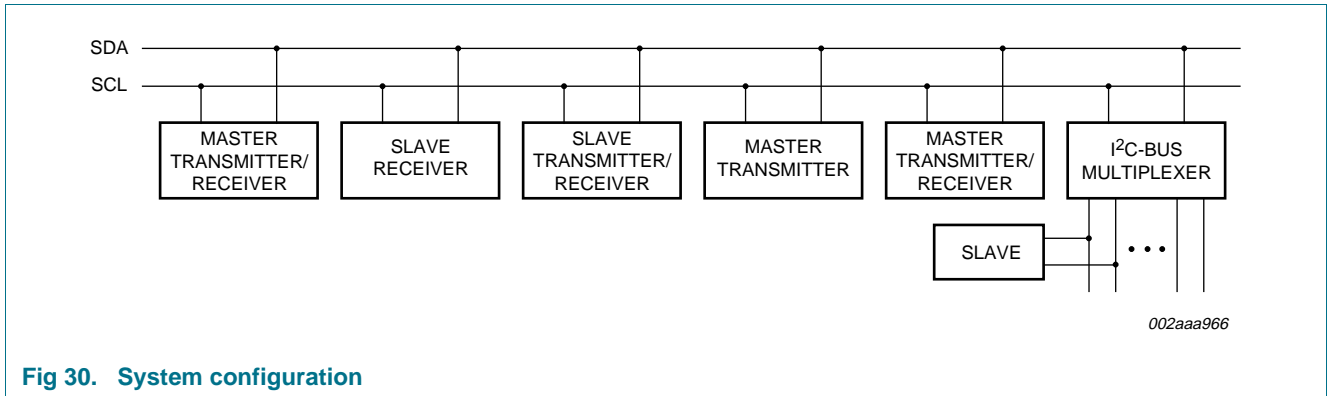 SDA
SCL
MASTER
TRANSMITTER/
RECEIVER
SLAVE
RECEIVER
SLAVE
TRANSMITTER/
RECEIVER
MASTER
TRANSMITTER
MASTER
TRANSMITTER/
RECEIVER
I²C-BUS
MULTIPLEXER
SLAVE
002aaa966
Fig 30. System configuration